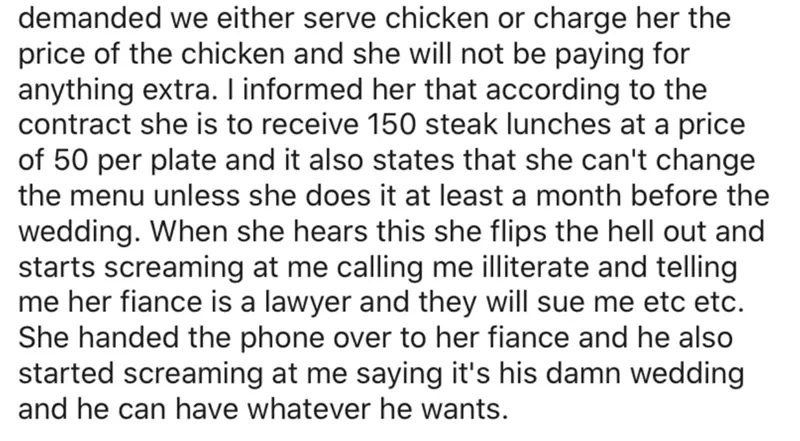 demanded we either serve chicken or charge her the
price of the chicken and she will not be paying for
anything extra. I informed her that according to the
contract she is to receive 150 steak lunches at a price
of 50 per plate and it also states that she can't change
the menu unless she does it at least a month before the
wedding. When she hears this she flips the hell out and
starts screaming at me calling me illiterate and telling
me her fiance is a lawyer and they will sue me etc etc.
She handed the phone over to her fiance and he also
started screaming at me saying it's his damn wedding
and he can have whatever he wants.